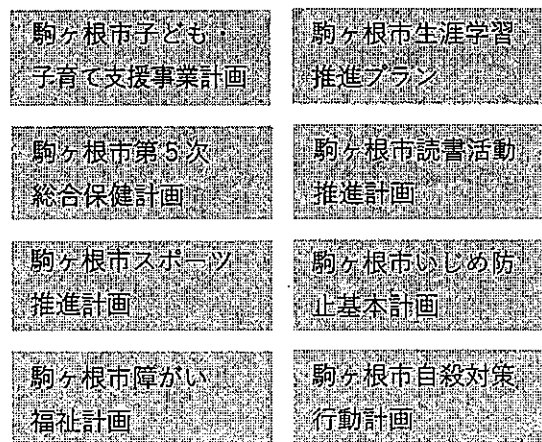 駒ヶ根市子ども・
子育て支援事業計画
駒ヶ根市生涯学習
推進プラン
駒ヶ根市第5次
総合保健計画
駒ヶ根市読書活動
推進計画
駒ヶ根市スポーツ
推進計画
駒ヶ根市いじめ防
止基本計画
駒ヶ根市障がい
福祉計画
駒ヶ根市自殺対策
行動計画